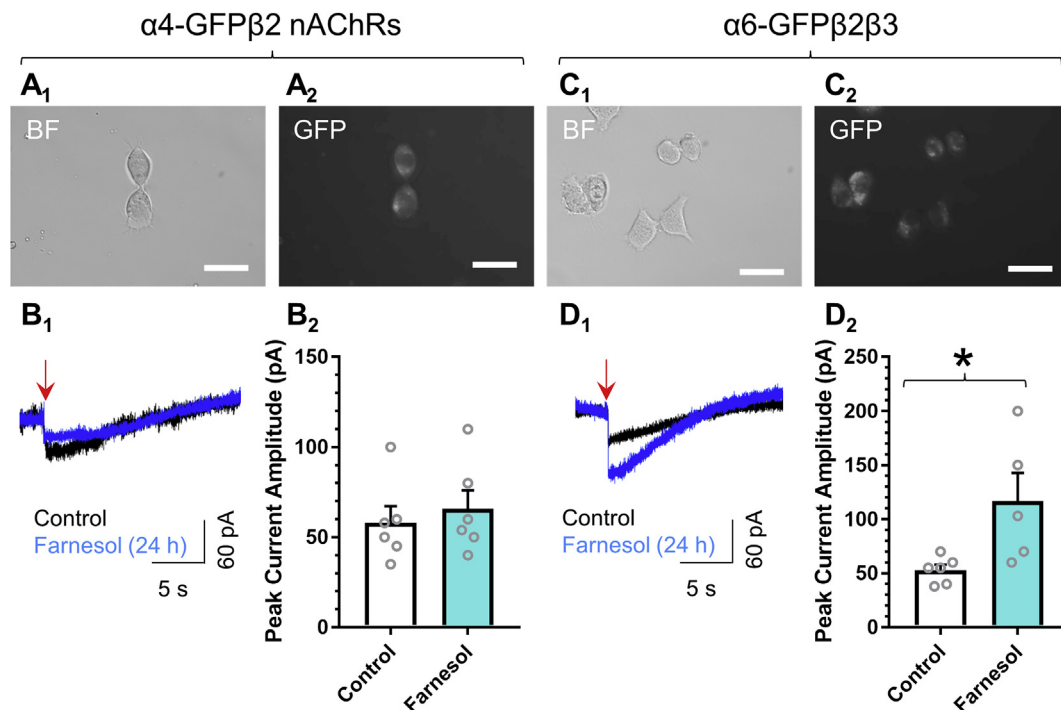 α4-GFPβ2 nAChRs
α6-GFPβ2β3
A1
A2
C1
C2
BF
GFP
BF
GFP
B1
B2
D1
D2
Control
Farnesol (24 h)
60 pA
5 s
Peak Current Amplitude (pA)
150
100
50
0
Control
Farnesol
Control
Farnesol (24 h)
60 pA
5 s
Peak Current Amplitude (pA)
250
200
150
100
50
0
*
Control
Farnesol